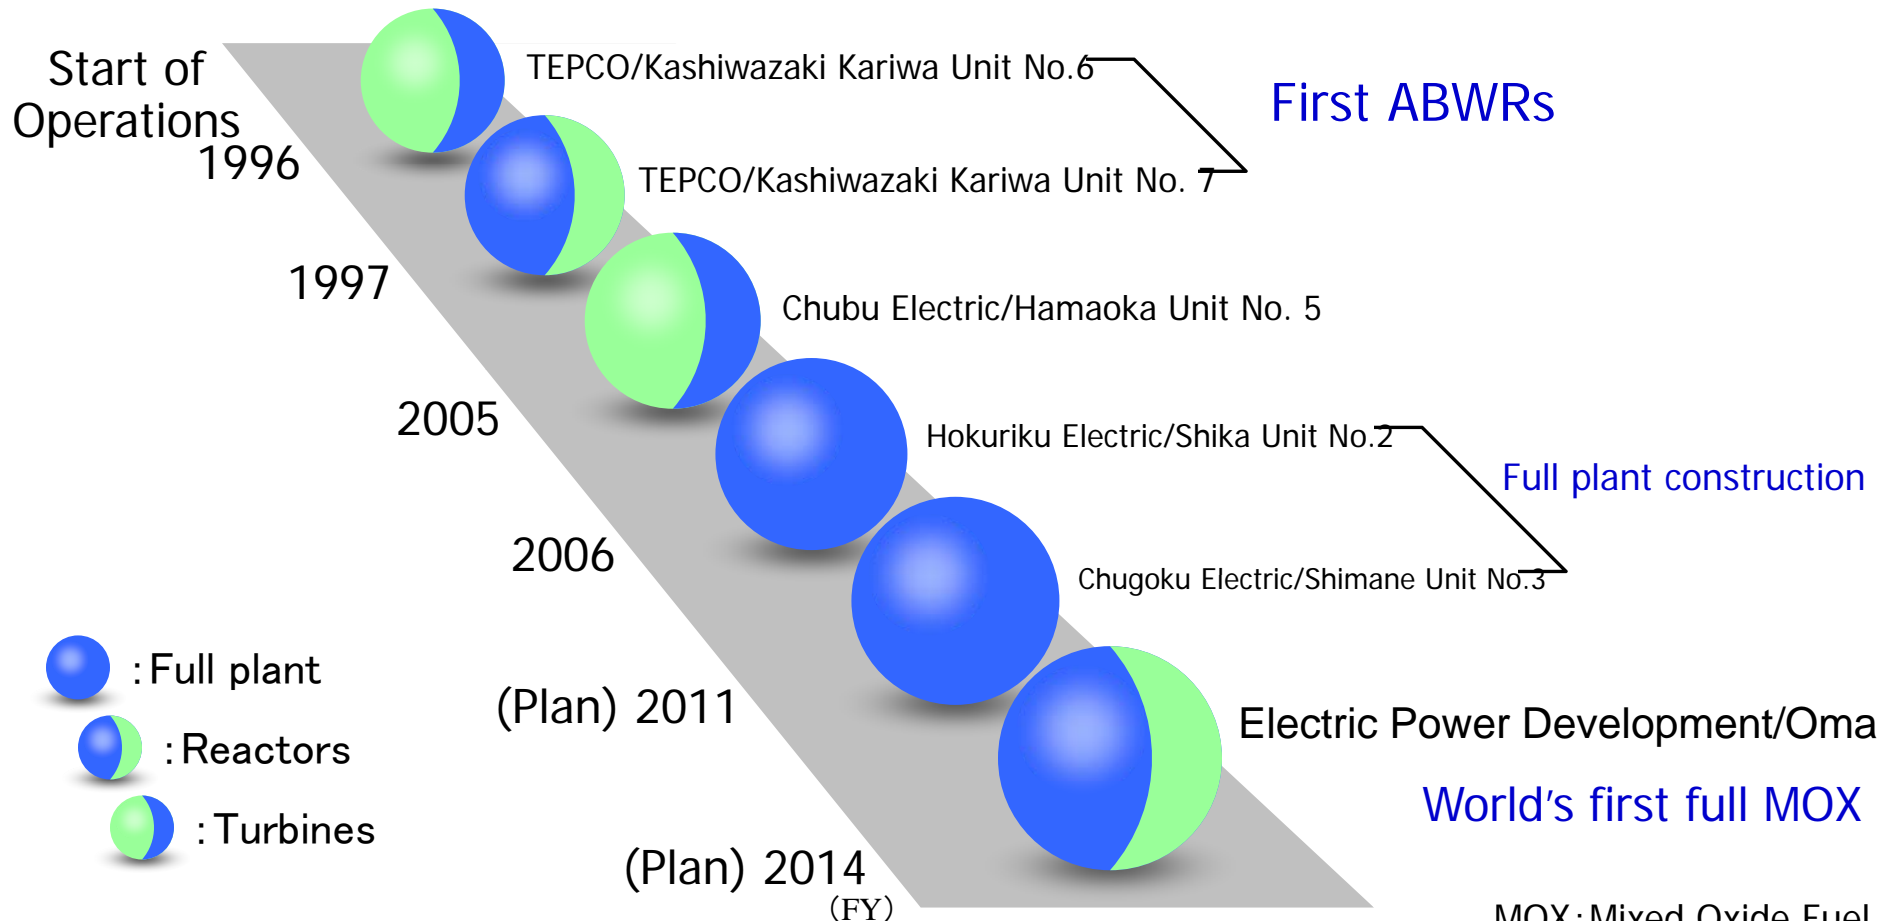 Start of
Operations
TEPCO/Kashiwazaki Kariwa Unit No.6
First ABWRs
1996
TEPCO/Kashiwazaki Kariwa Unit No. 7
1997
Chubu Electric/Hamaoka Unit No. 5
2005
Hokuriku Electric/Shika Unit No.2
Full plant construction
2006
Chugoku Electric/Shimane Unit No.3
:Full plant
(Plan) 2011
Electric Power Development/Oma
:Reactors
World's first full MOX
:Turbines
(Plan) 2014
(FY)
MOX:Mixed Oxide Fuel